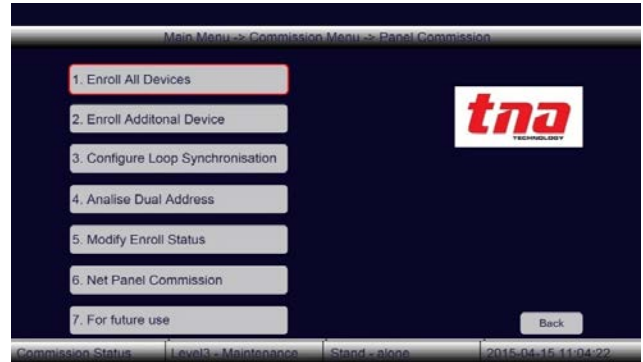 Main Menu -> Commission Menu -> Panel Commission
1. Enroll All Devices
2. Enroll Additonal Device
3. Configure Loop Synchronisation
4. Analise Dual Address
5. Modify Enroll Status
6. Net Panel Commission
7. For future use
tna
TECHNOLOGY
Back
Commission Status Level3 - Maintenance Stand - alone 2015-04-15 11:04:22